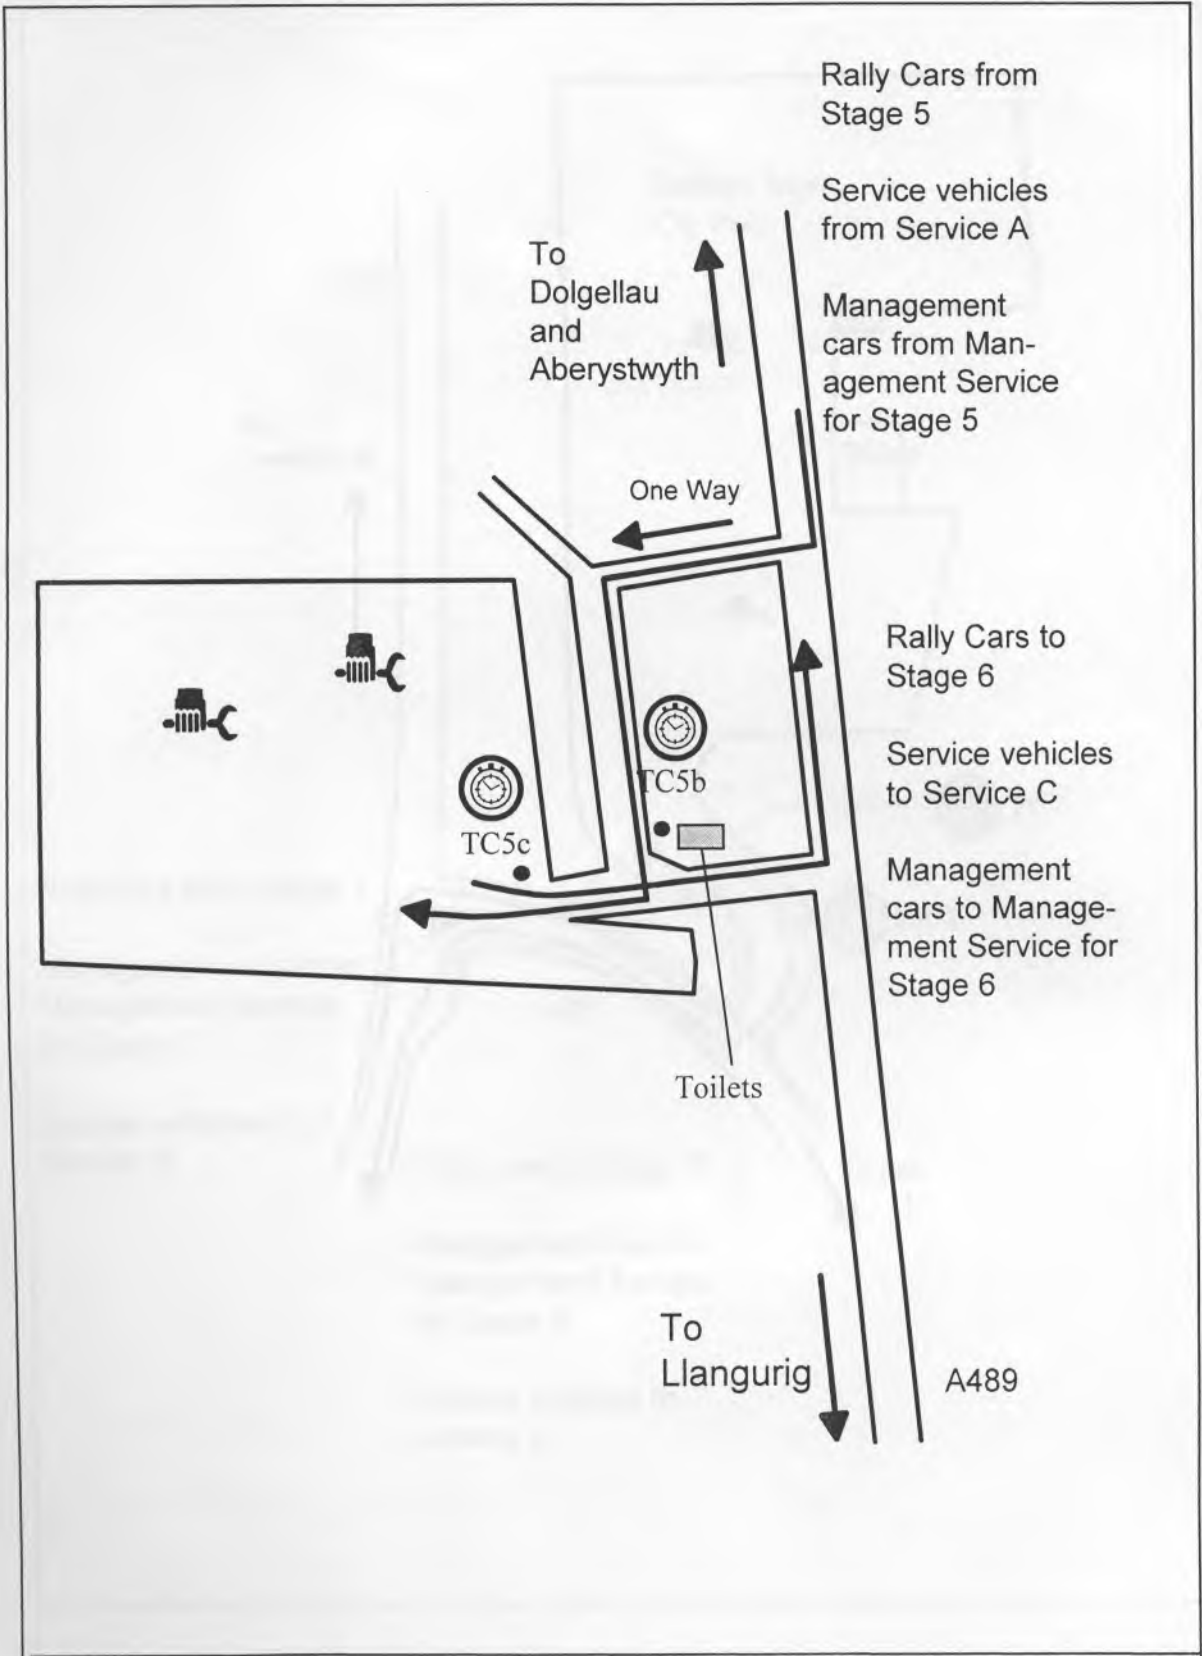 Rally Cars from
Stage 5
Service vehicles
from Service A
To
Dolgellau
and
Aberystwyth
Management
cars from Man-
agement Service
for Stage 5
One Way
Rally Cars to
Stage 6
TC5b
Service vehicles
to Service C
TC5c
Management
cars to Manage-
ment Service for
Stage 6
Toilets
To
Llangurig
A489